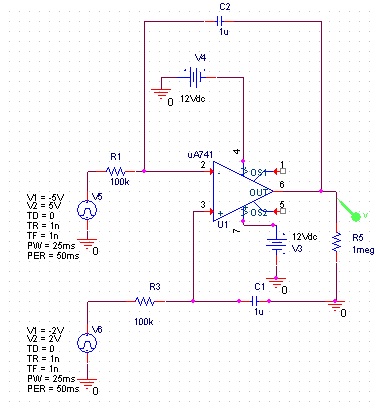 C2
1u
V4
12Vdc
0
4
uA741
R1
100k
2
-
OS1
1
OUT
6
3
+
OS2
5
U1
7
V
V1 = -5V
V2 = 5V
TD = 0
TR = 1n
TF = 1n
PW = 25ms
PER = 50ms
V5
0
12Vdc
V3
0
R5
1meg
R3
100k
C1
1u
0
V1 = -2V
V2 = 2V
TD = 0
TR = 1n
TF = 1n
PW = 25ms
PER = 50ms
V6
0